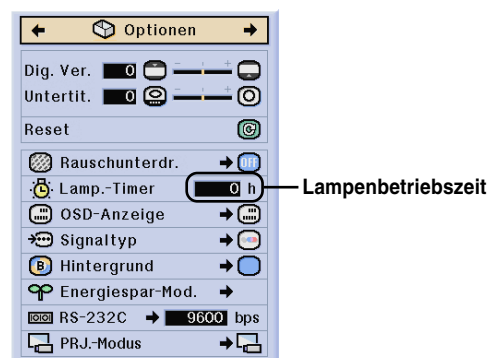 Optionen
Dig. Ver. 0 - +
Untertit. 0 - +
Reset
Rauschunterdr. OFF
Lamp.-Timer 0 h Lampenbetriebszeit
OSD-Anzeige
Signaltyp
B Hintergrund
Energiespar-Mod.
RS-232C 9600 bps
PRJ.-Modus